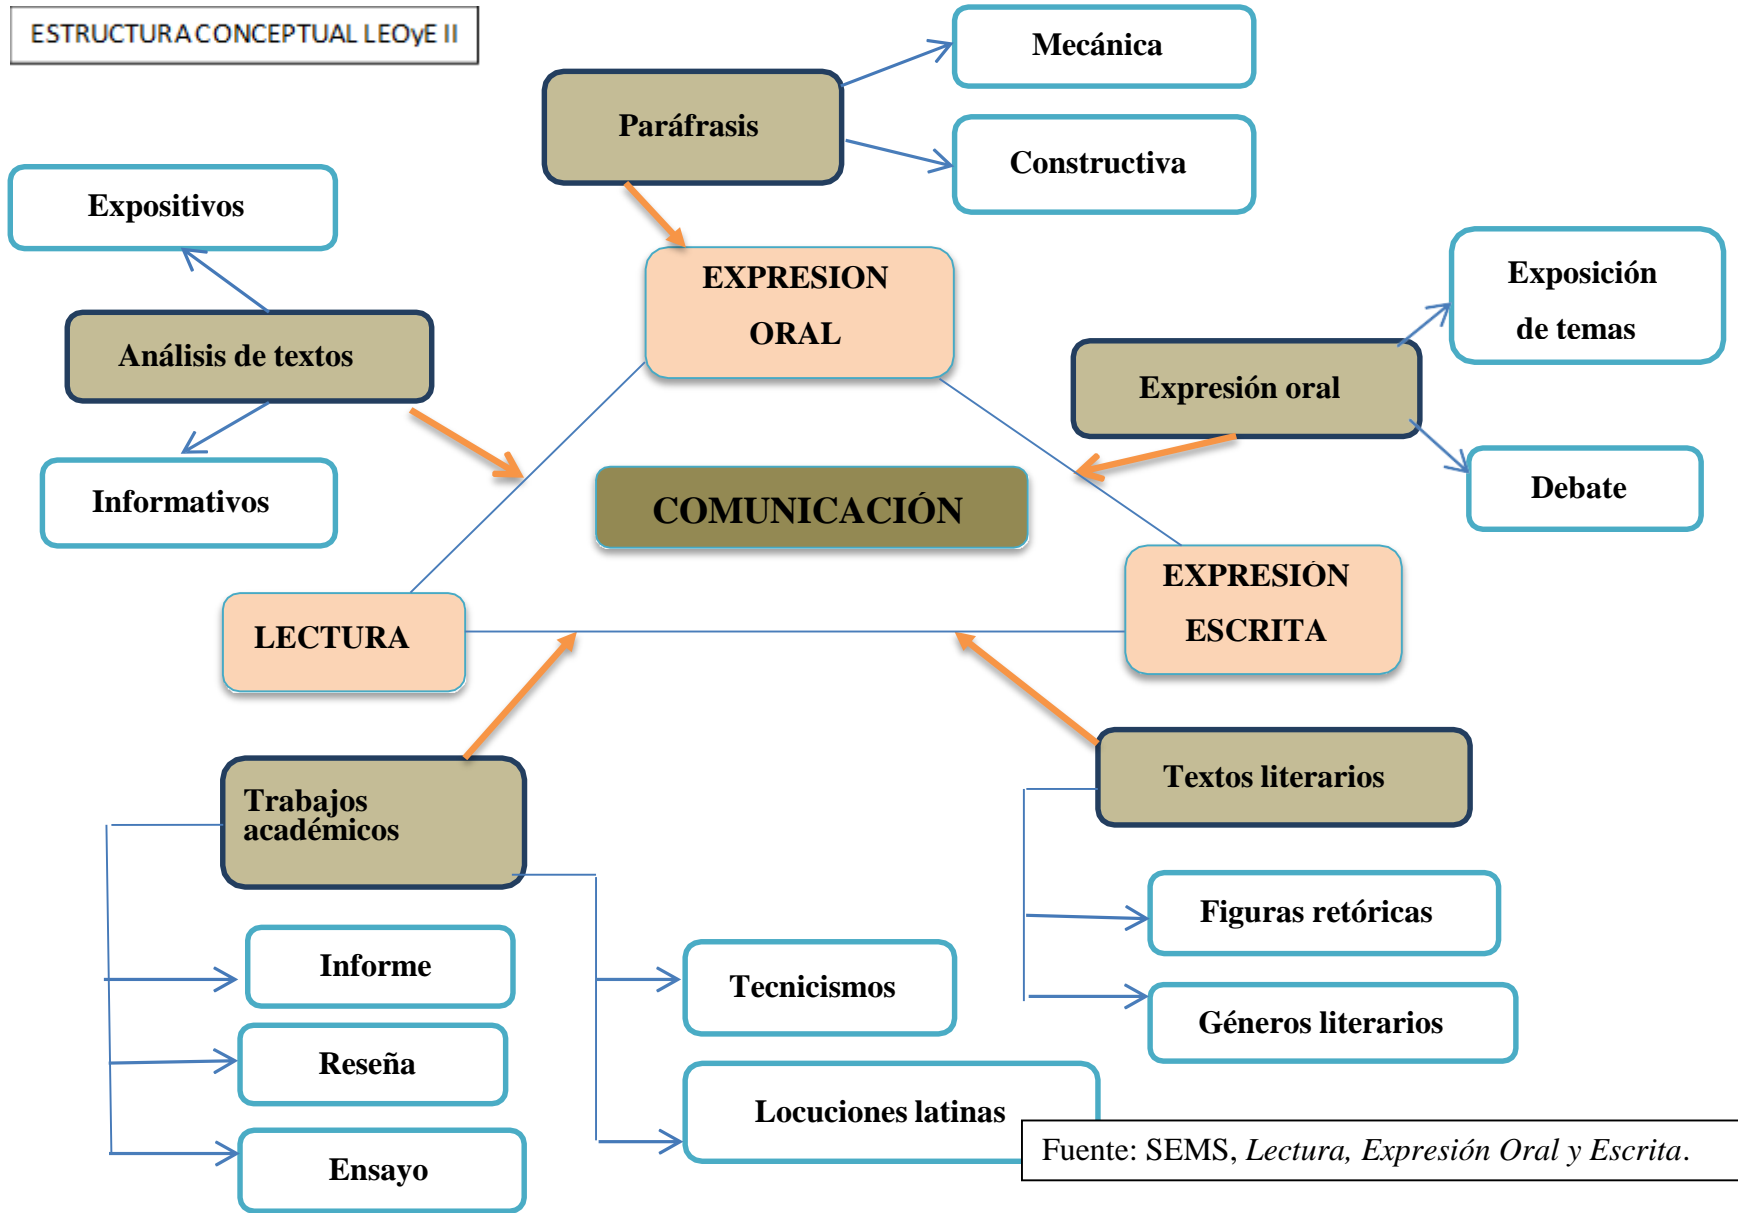 ESTRUCTURA CONCEPTUAL LEOyE II
Mecánica
Paráfrasis
Constructiva
Expositivos
EXPRESION
ORAL
Exposición
de temas
Análisis de textos
Expresión oral
Informativos
COMUNICACIÓN
Debate
LECTURA
EXPRESIÓN
ESCRITA
Trabajos
académicos
Textos literarios
Informe
Reseña
Ensayo
Tecnicismos
Locuciones latinas
Figuras retóricas
Géneros literarios
Fuente: SEMS, Lectura, Expresión Oral y Escrita.